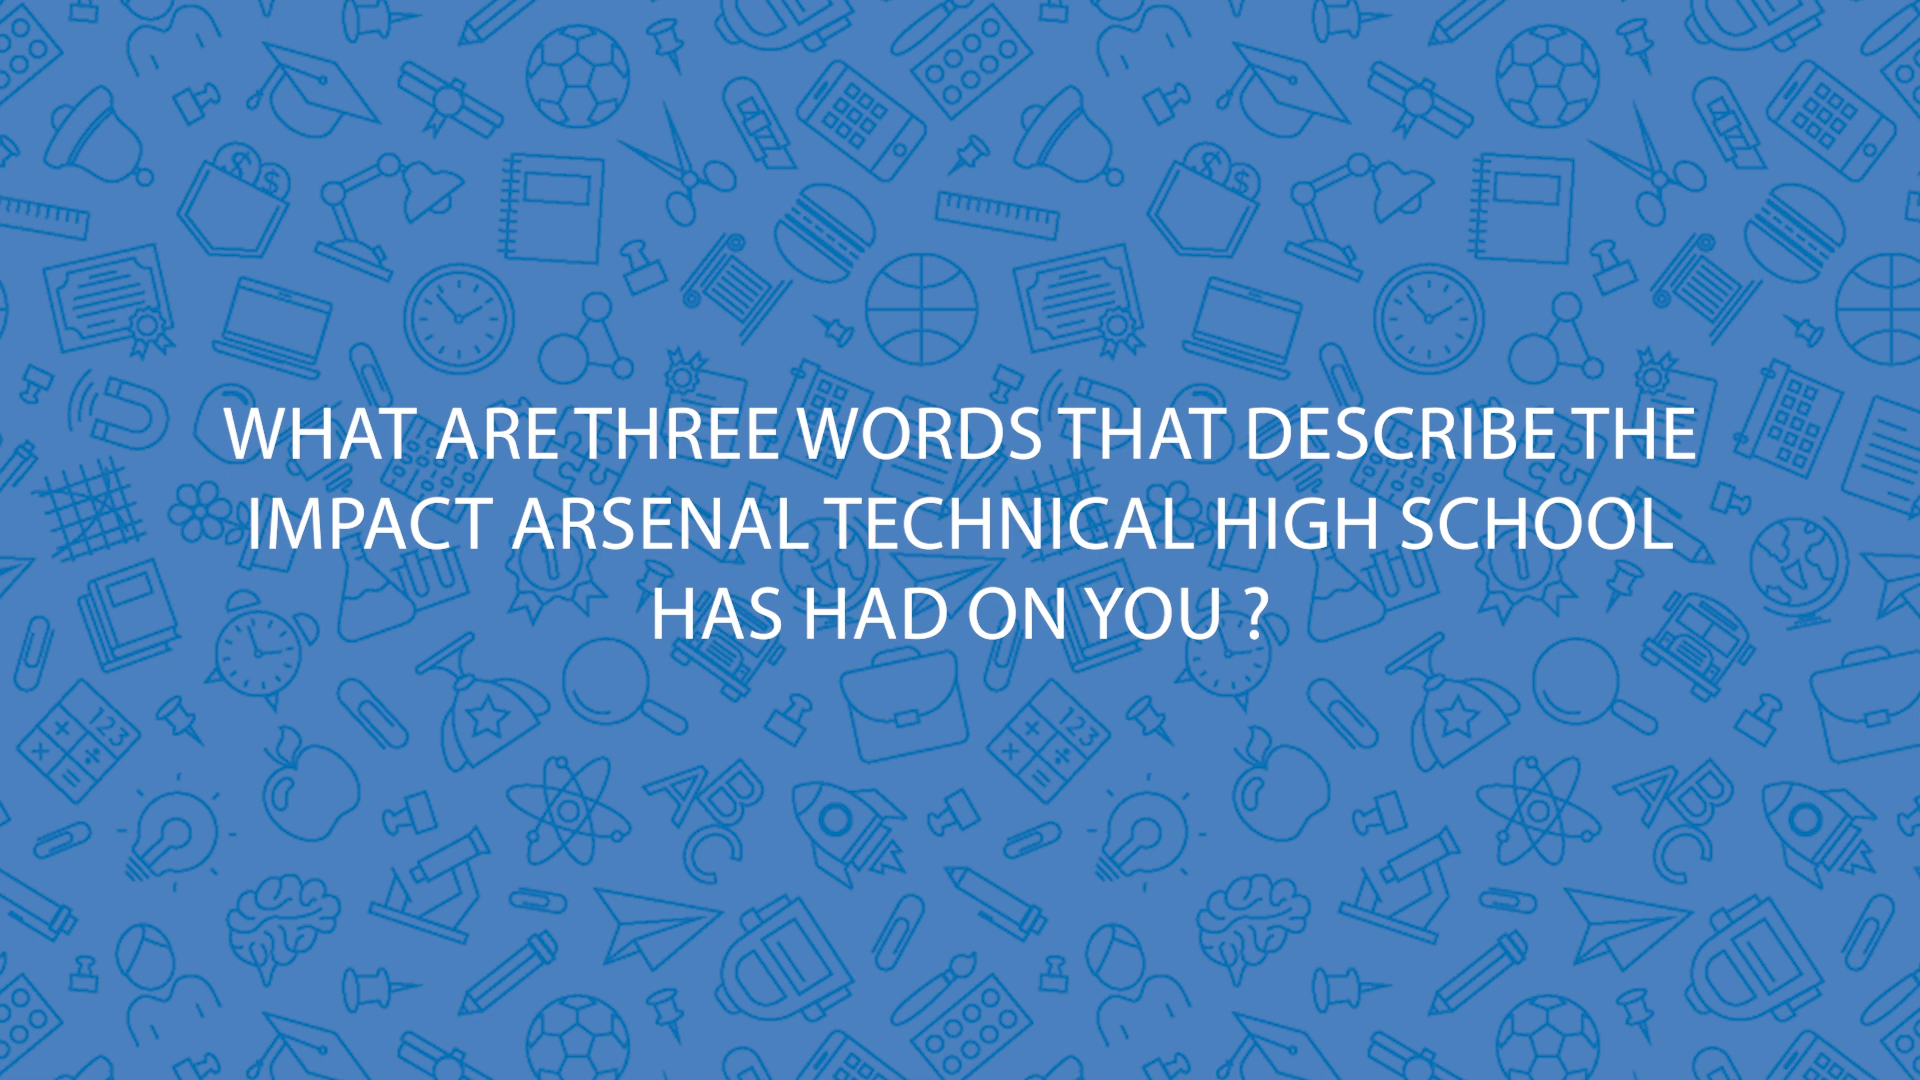 WHAT ARE THREE WORDS THAT DESCRIBE THE
IMPACT ARSENAL TECHNICAL HIGH SCHOOL
HAS HAD ON YOU ?